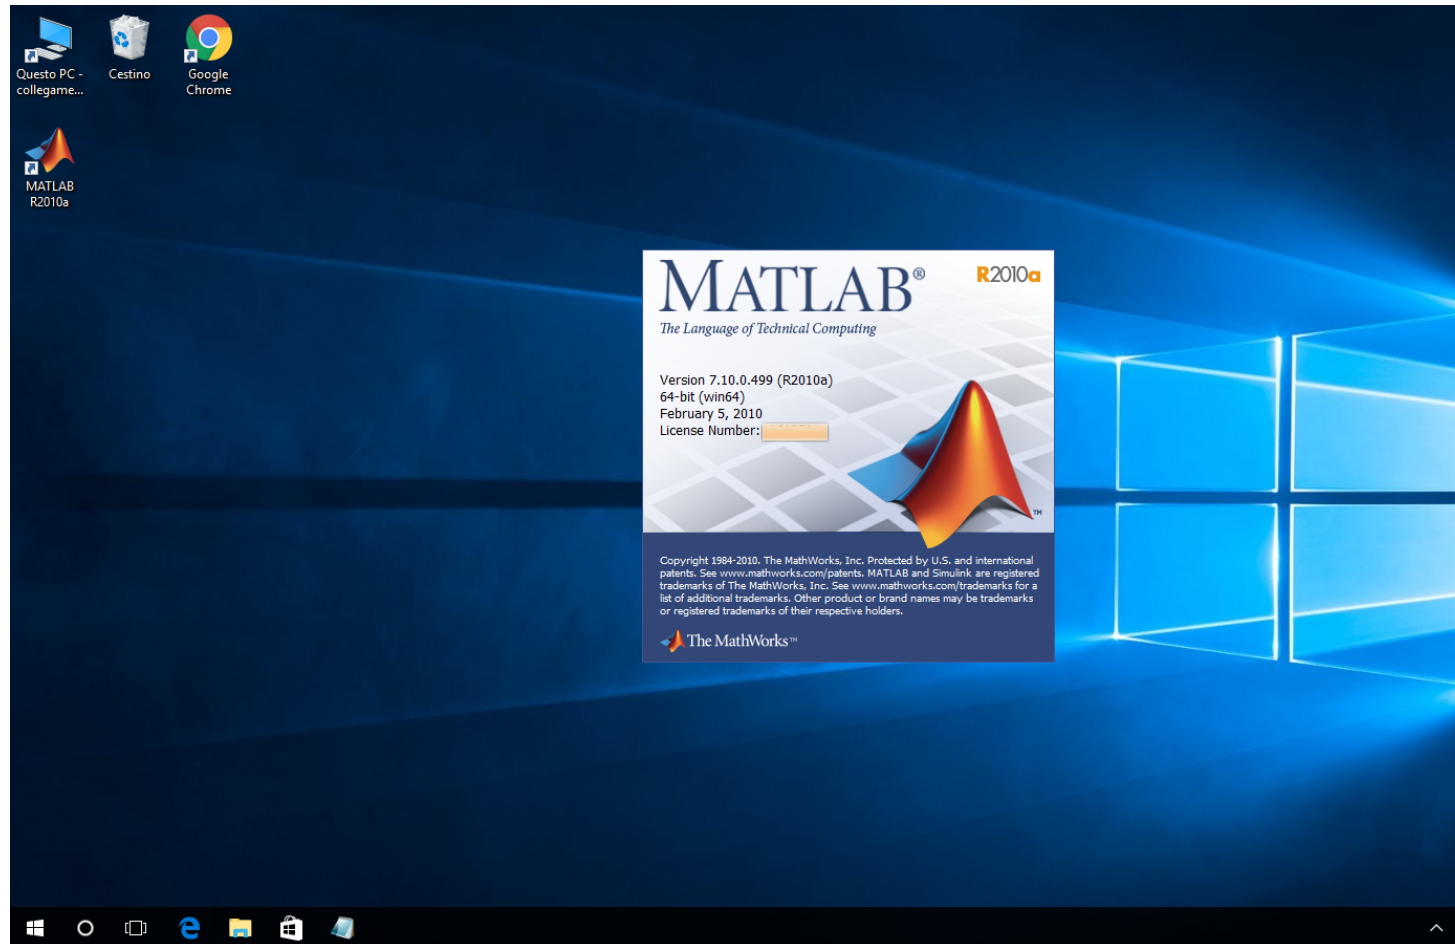 Questo PC -
collegame...
Cestino
Google
Chrome
MATLAB
R2010a
MATLAB®
R2010a
The Language of Technical Computing
Version 7.10.0.499 (R2010a)
64-bit (win64)
February 5, 2010
License Number:
TM
Copyright 1984-2010. The MathWorks, Inc. Protected by U.S. and international
patents. See www.mathworks.com/patents. MATLAB and Simulink are registered
trademarks of The MathWorks, Inc. See www.mathworks.com/trademarks for a
list of additional trademarks. Other product or brand names may be trademarks
or registered trademarks of their respective holders.
The MathWorks™